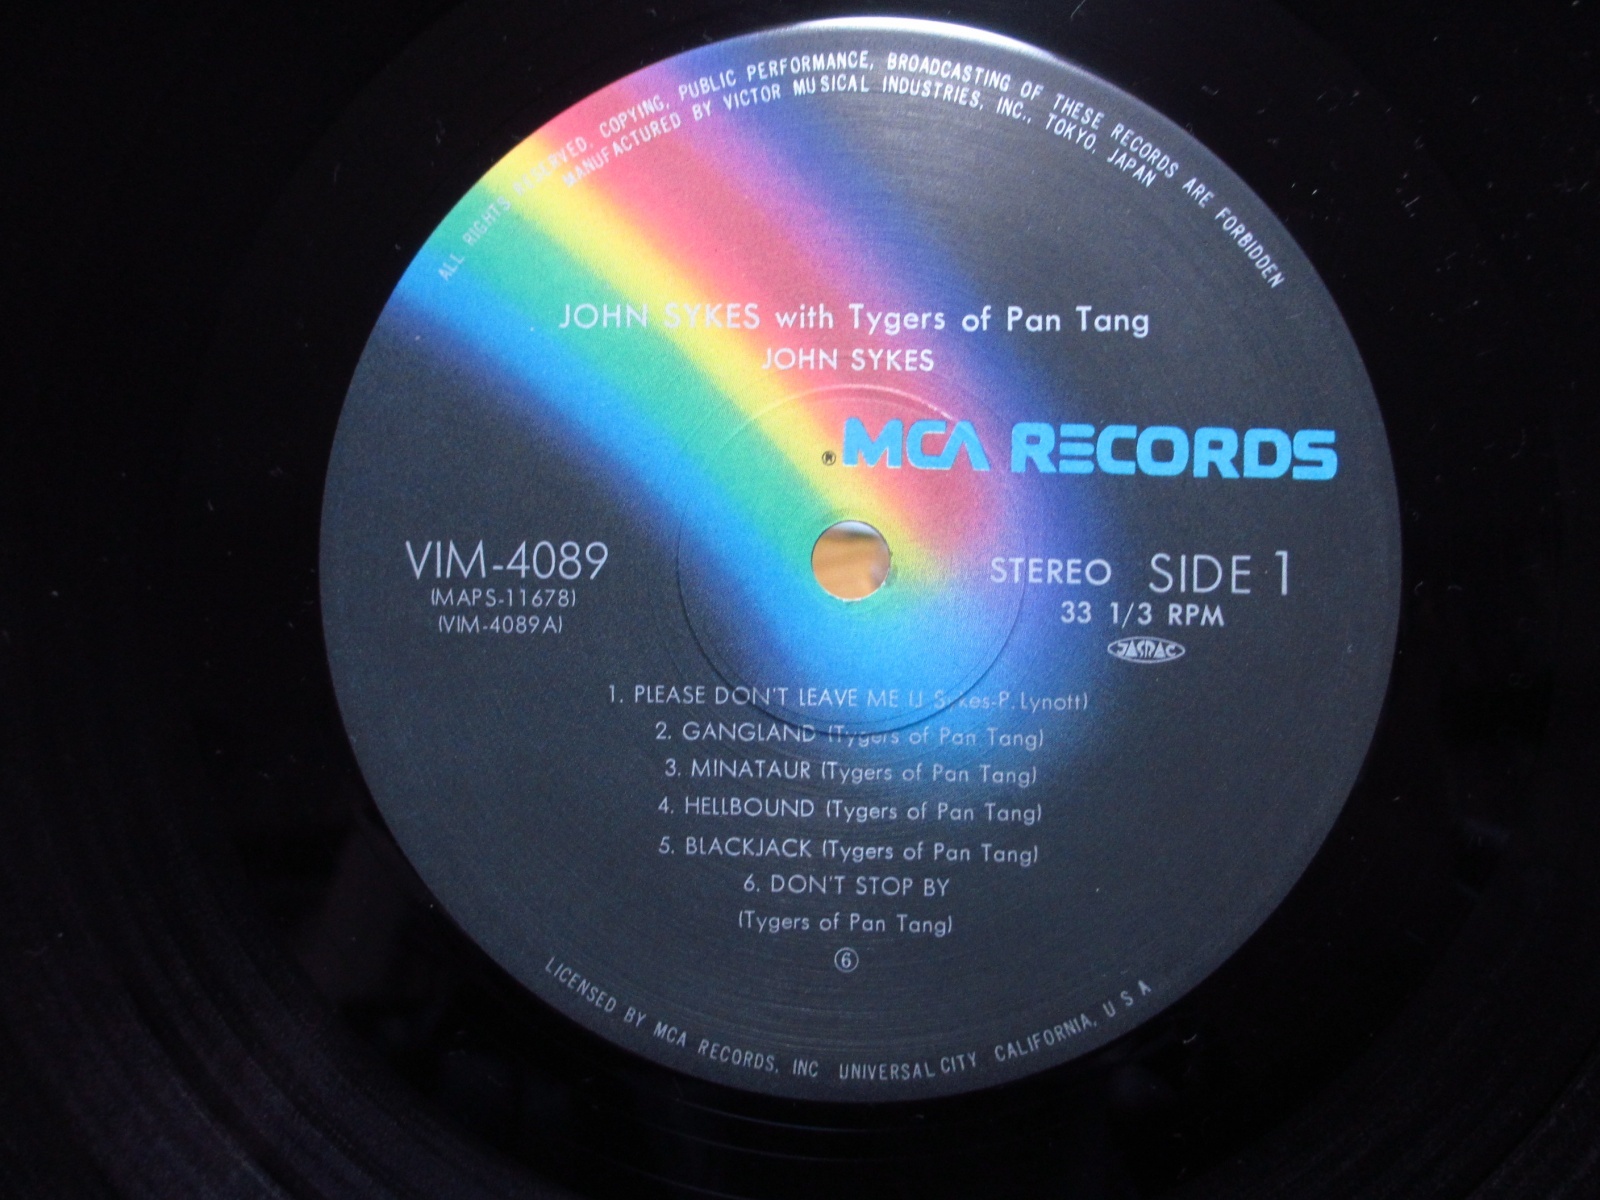 ALL RIGHTS RESERVED. COPYING, PUBLIC PERFORMANCE, BROADCASTING OF THESE RECORDS ARE FORBIDDEN
MANUFACTURED BY VICTOR MUSICAL INDUSTRIES, INC., TOKYO, JAPAN
JOHN SYKES with Tygers of Pan Tang
JOHN SYKES
® MCA RECORDS
VIM-4089
(MAPS-11678)
(VIM-4089A)
STEREO SIDE 1
33 1/3 RPM
JASRAC
1. PLEASE DON'T LEAVE ME (J Sykes-P. Lynott)
2. GANGLAND (Tygers of Pan Tang)
3. MINATAUR (Tygers of Pan Tang)
4. HELLBOUND (Tygers of Pan Tang)
5. BLACKJACK (Tygers of Pan Tang)
6. DON'T STOP BY
(Tygers of Pan Tang)
⑥
LICENSED BY MCA RECORDS, INC UNIVERSAL CITY CALIFORNIA, U S A